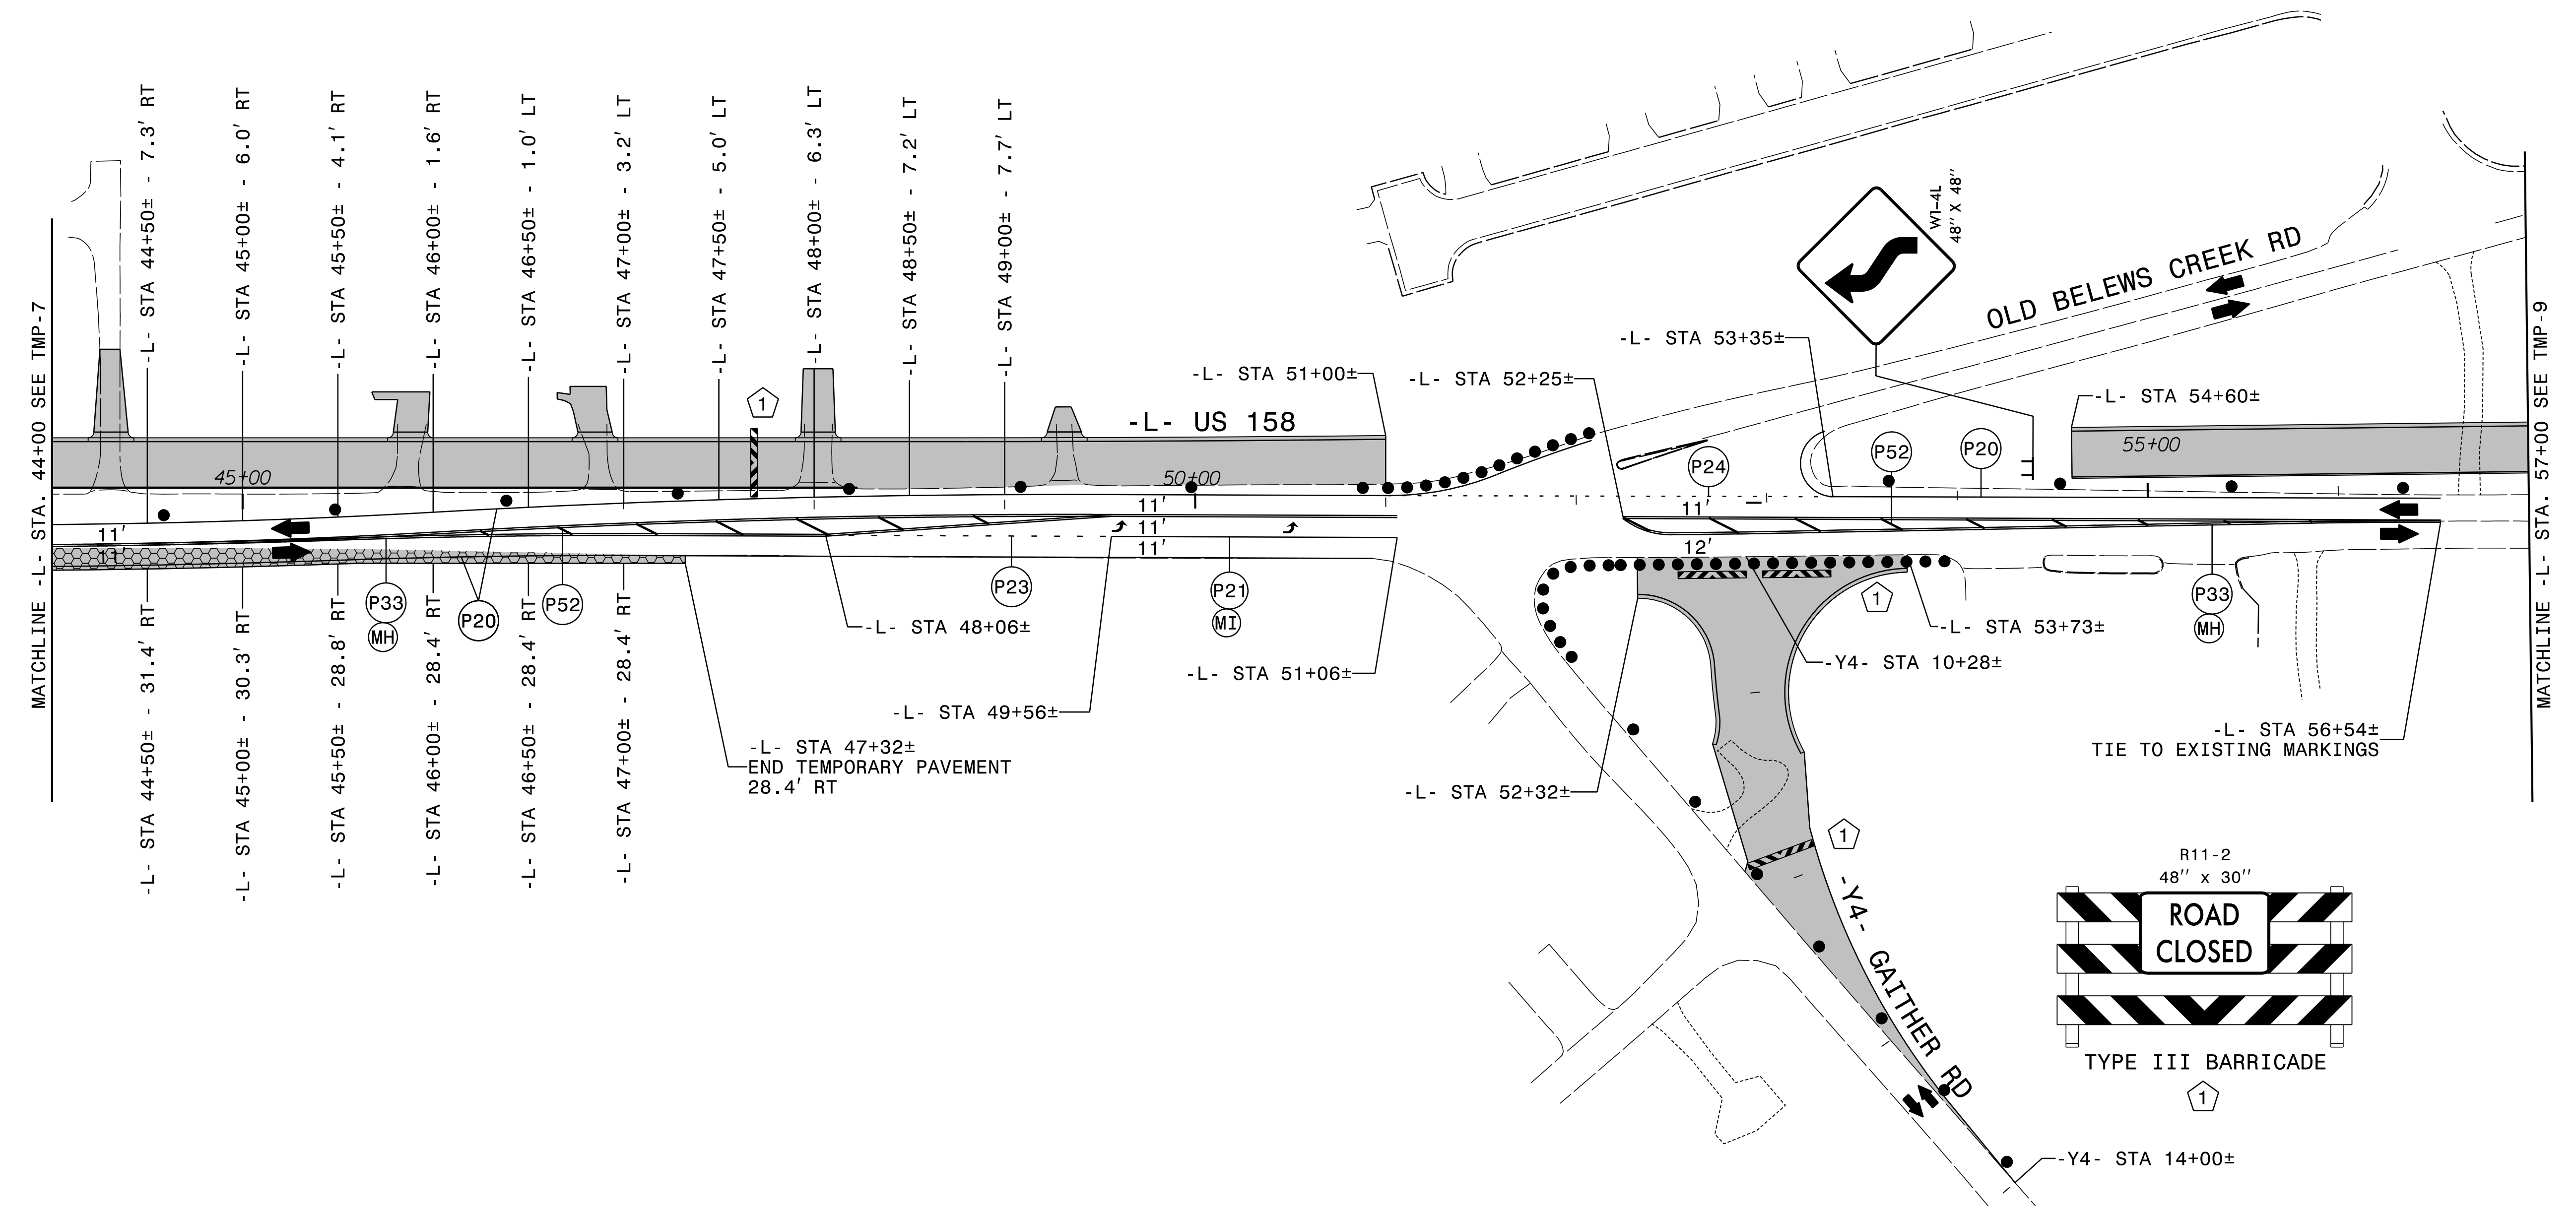 MATCHLINE -L- STA. 44+00 SEE TMP-7
-L- STA 44+50± - 7.3' RT
-L- STA 45+00± - 6.0' RT
-L- STA 45+50± - 4.1' RT
-L- STA 46+00± - 1.6' RT
-L- STA 46+50± - 1.0' LT
-L- STA 47+00± - 3.2' LT
-L- STA 47+50± - 5.0' LT
-L- STA 48+00± - 6.3' LT
-L- STA 48+50± - 7.2' LT
-L- STA 49+00± - 7.7' LT
W1-4L
48" X 48"
OLD BELEWS CREEK RD
-L- STA 53+35±
-L- STA 51+00±
-L- STA 52+25±
-L- STA 54+60±
1
-L- US 158
45+00
50+00
55+00
P24
P52
P20
11'
11'
11'
11'
11'
11'
12'
P33
MH
P20
P52
P23
P21
MI
1
P33
MH
-L- STA 48+06±
-L- STA 53+73±
-Y4- STA 10+28±
-L- STA 51+06±
-L- STA 49+56±
-L- STA 47+32±
END TEMPORARY PAVEMENT
28.4' RT
-L- STA 52+32±
-L- STA 56+54±
TIE TO EXISTING MARKINGS
-L- STA 44+50± - 31.4' RT
-L- STA 45+00± - 30.3' RT
-L- STA 45+50± - 28.8' RT
-L- STA 46+00± - 28.4' RT
-L- STA 46+50± - 28.4' RT
-L- STA 47+00± - 28.4' RT
1
-Y4- GAITHER RD
R11-2
48" x 30"
ROAD
CLOSED
TYPE III BARRICADE
1
-Y4- STA 14+00±
MATCHLINE -L- STA. 57+00 SEE TMP-9